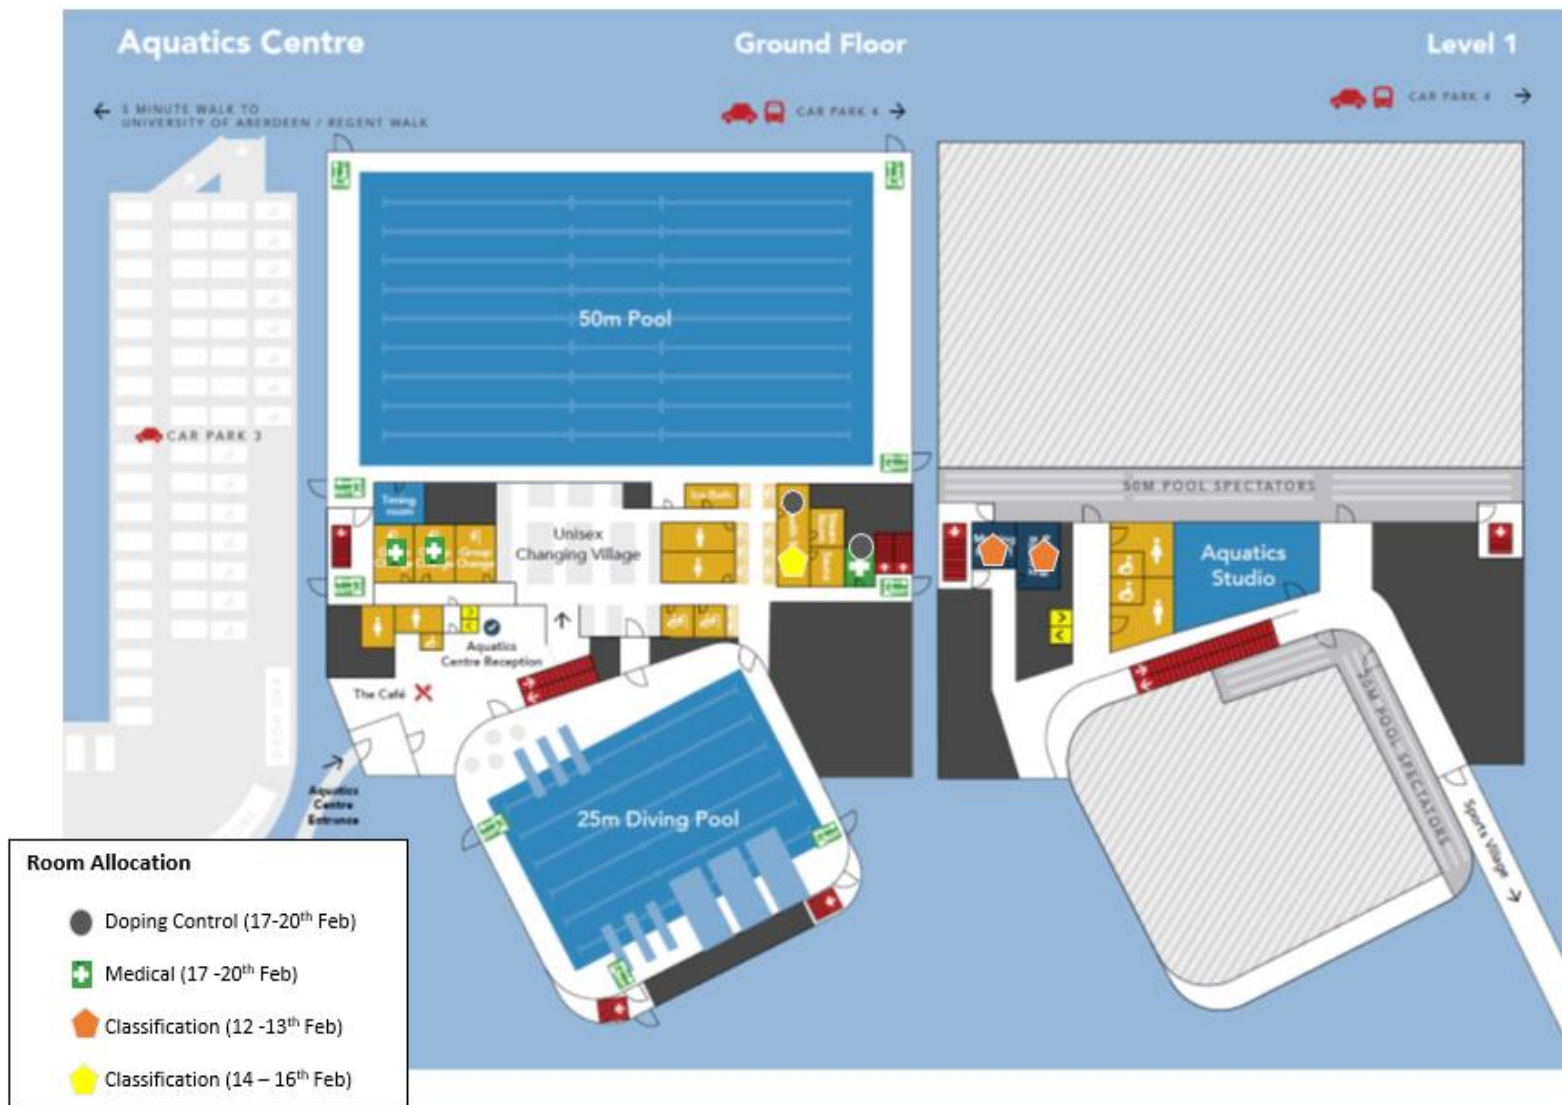 Aquatics Centre
Ground Floor
Level 1
5 MINUTE WALK TO
UNIVERSITY OF ABERDEEN / REGENT WALK
CAR PARK 4
CAR PARK 4
50m Pool
CAR PARK 3
Timing
room
Ice Bath
Unisex
Changing Village
Group
Change
50M POOL SPECTATORS
Aquatics
Studio
Aquatics
Centre Reception
The Café
DROP OFF
Aquatics
Centre
Entrance
25m Diving Pool
POOL SPECTATORS
Sports Village
Room Allocation
Doping Control (17-20th Feb)
Medical (17 -20th Feb)
Classification (12 -13th Feb)
Classification (14 – 16th Feb)